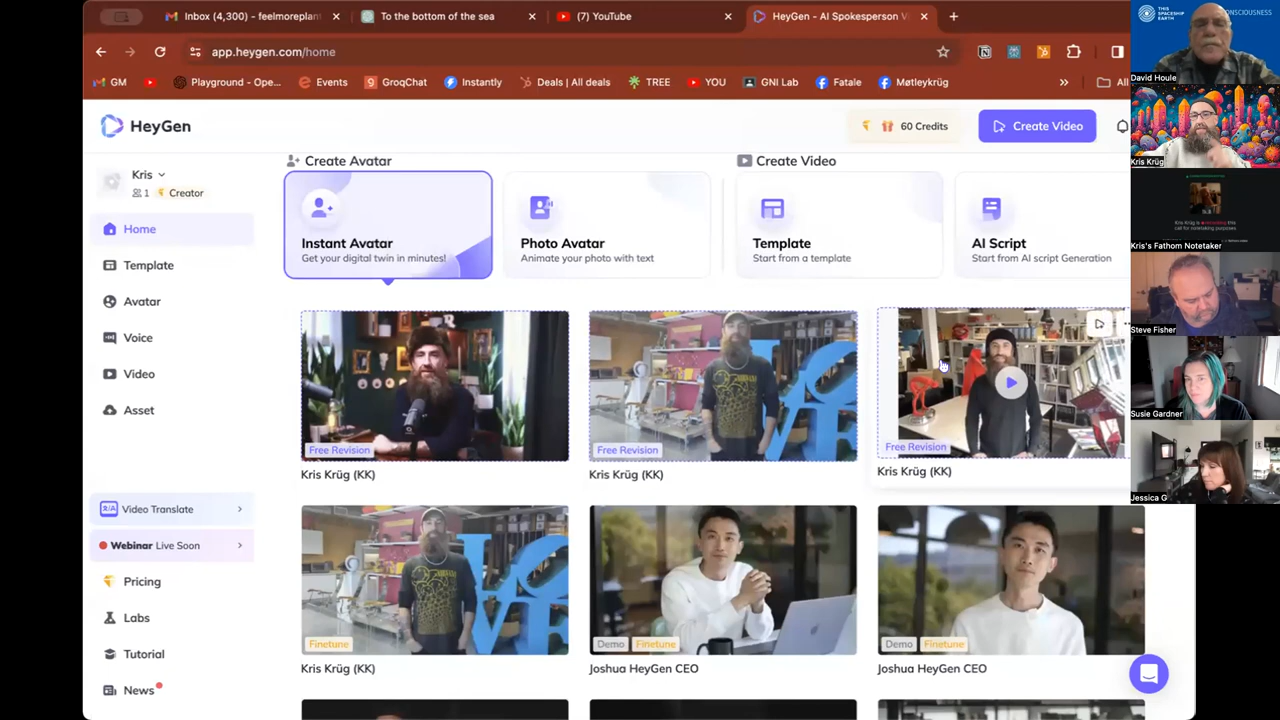 Inbox (4,300) - feelmoreplan
To the bottom of the sea
(7) YouTube
HeyGen - AI Spokesperson V
app.heygen.com/home
GM
Playground - Ope...
Events
GroqChat
Instantly
Deals | All deals
TREE
YOU
GNI Lab
Fatale
Møtleykrüg
»
All
HeyGen
60 Credits
Create Video
Kris
1 Creator
Home
Template
Avatar
Voice
Video
Asset
Video Translate
Webinar Live Soon
Pricing
Labs
Tutorial
News
Create Avatar
Create Video
Instant Avatar
Get your digital twin in minutes!
Photo Avatar
Animate your photo with text
Template
Start from a template
AI Script
Start from AI script Generation
Free Revision
Free Revision
Free Revision
Kris Krüg (KK)
Kris Krüg (KK)
Kris Krüg (KK)
LOVE
Finetune
Demo Finetune
Demo Finetune
Kris Krüg (KK)
Joshua HeyGen CEO
Joshua HeyGen CEO
THIS
SPACESHIP
EARTH
CONSCIOUSNESS
David Houle
Kris Krüg
Kris's Fathom Notetaker
Steve Fisher
Susie Gardner
Jessica G